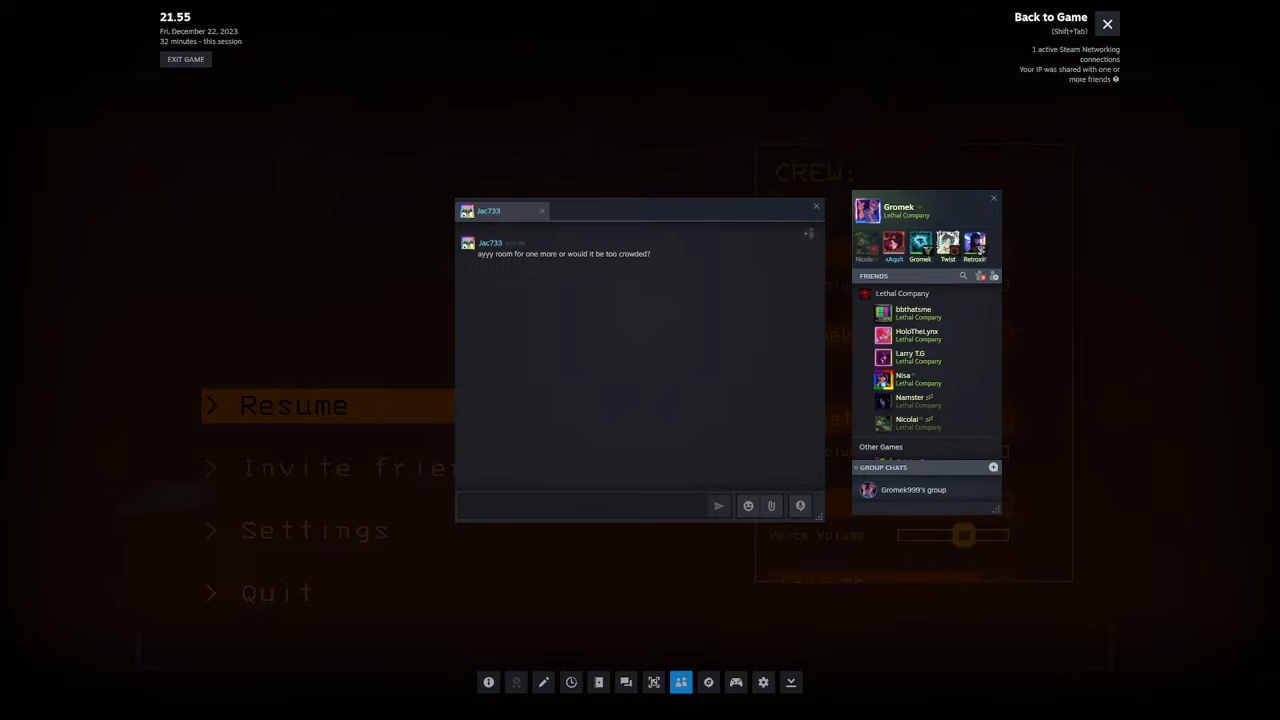 21.55
Fri, December 22, 2023
32 minutes - this session
EXIT GAME
Back to Game
(Shift+Tab)
1 active Steam Networking
connections
Your IP was shared with one or
more friends
CREW:
Jac733
Jac733
ayyy room for one more or would it be too crowded?
Gromek
Lethal Company
Nicolai
xAquIt
Gromek
Twist
FRIENDS
Lethal Company
bbthatsme
Lethal Company
HoloTheLynx
Lethal Company
Larry T.G
Lethal Company
Nisa
Lethal Company
Namster
Lethal Company
Nicolai
Lethal Company
Other Games
GROUP CHATS
Gromek999's group
> Resume
> Invite frien
> Settings
> Quit
Voice Volume